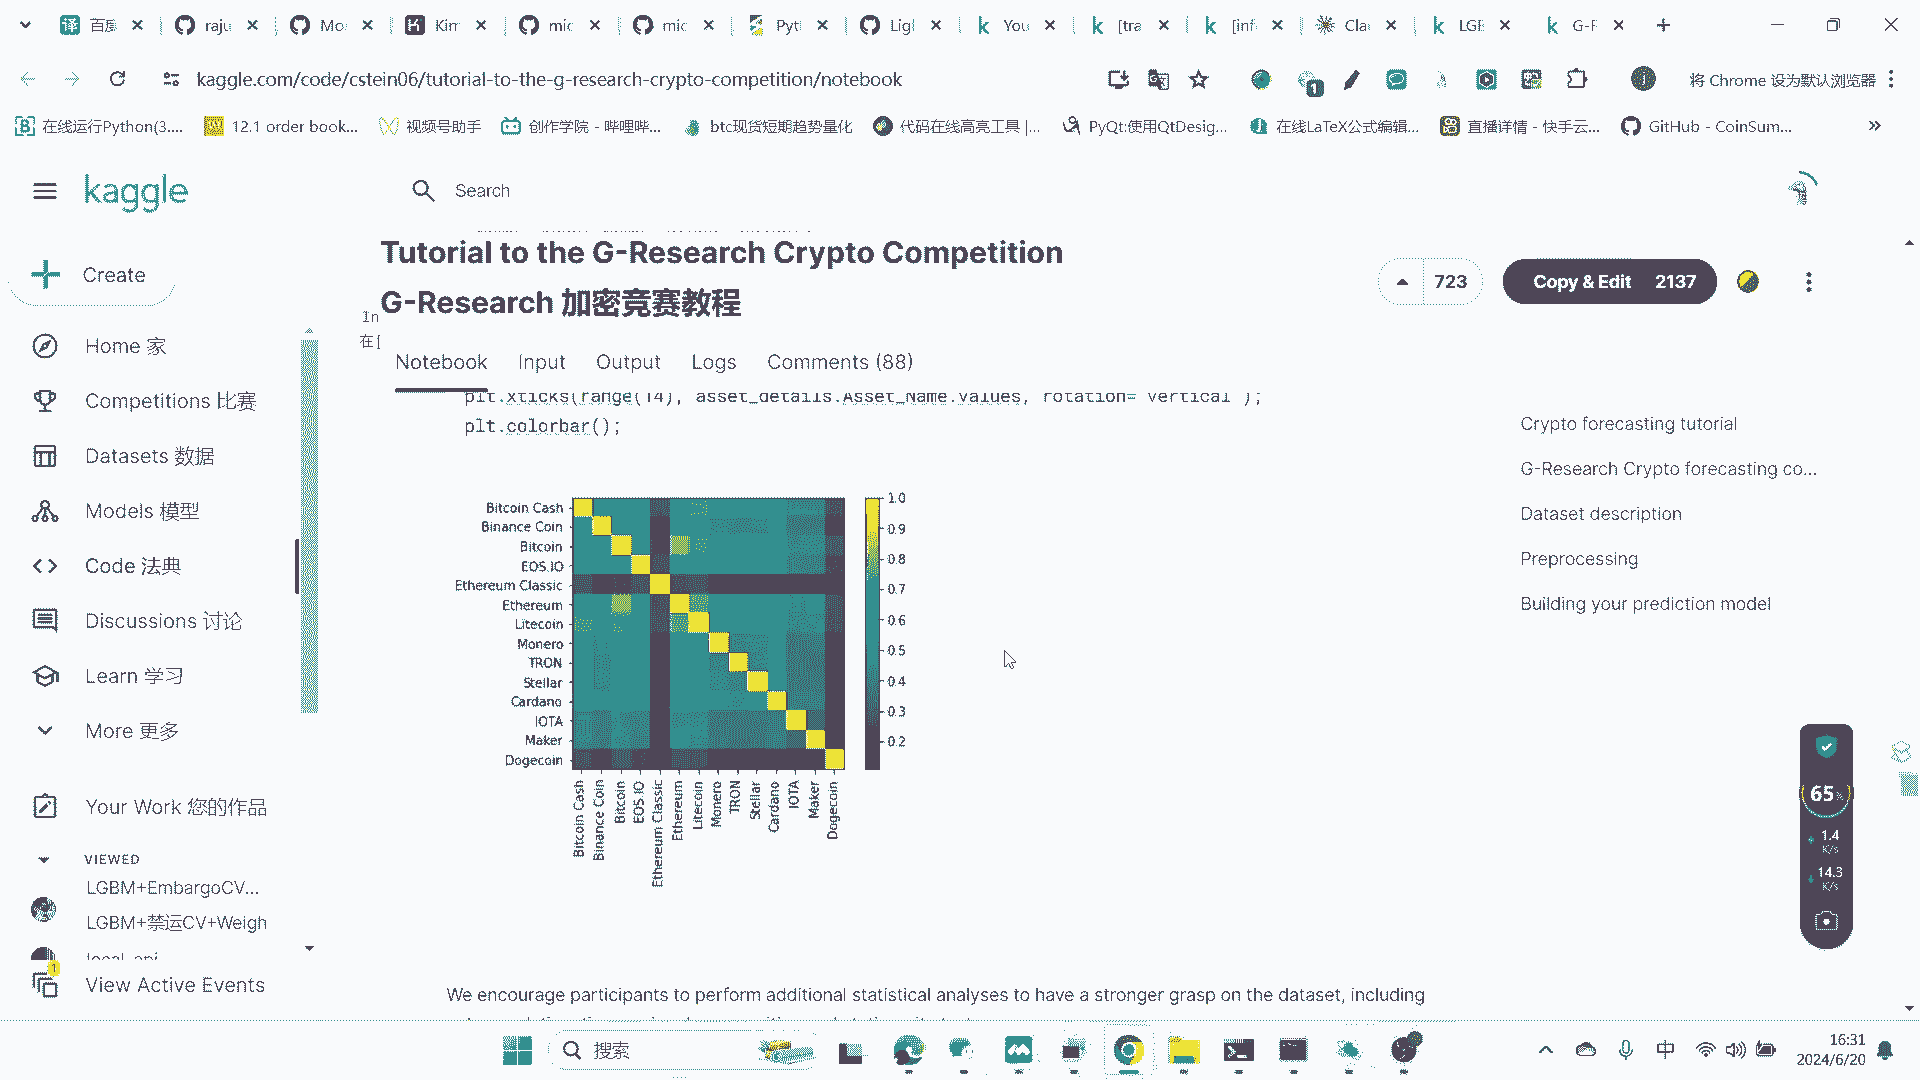 百度
raju
Mo
Kim
mic
mic
Pyt
Ligl
You
[tra
[inf
Cla
LGE
G-F
kaggle.com/code/cstein06/tutorial-to-the-g-research-crypto-competition/notebook
1
将 Chrome 设为默认浏览器
在线运行Python(3....
12.1 order book...
视频号助手
创作学院 - 哔哩哔...
btc现货短期趋势量化
代码在线高亮工具 |...
PyQt:使用QtDesig...
在线LaTeX公式编辑...
直播详情 - 快手云...
GitHub - CoinSum...
kaggle
Search
Create
Home 家
Competitions 比赛
Datasets 数据
Models 模型
Code 法典
Discussions 讨论
Learn 学习
More 更多
Your Work 您的作品
VIEWED
LGBM+EmbargoCV...
LGBM+禁运CV+Weigh
local_api
1
View Active Events
Tutorial to the G-Research Crypto Competition
G-Research 加密竞赛教程
723
Copy & Edit 2137
In
在[
Notebook
Input
Output
Logs
Comments (88)
plt.xticks(range(14), asset_details.Asset_Name.values, rotation='vertical');
plt.colorbar();
Bitcoin Cash
Binance Coin
Bitcoin
EOS.IO
Ethereum Classic
Ethereum
Litecoin
Monero
TRON
Stellar
Cardano
IOTA
Maker
Dogecoin
Bitcoin Cash
Binance Coin
Bitcoin
EOS.IO
Ethereum Classic
Ethereum
Litecoin
Monero
TRON
Stellar
Cardano
IOTA
Maker
Dogecoin
1.0
0.9
0.8
0.7
0.6
0.5
0.4
0.3
0.2
We encourage participants to perform additional statistical analyses to have a stronger grasp on the dataset, including
Crypto forecasting tutorial
G-Research Crypto forecasting co...
Dataset description
Preprocessing
Building your prediction model
65%
1.4
K/s
14.3
K/s
搜索
中
16:31
2024/6/20